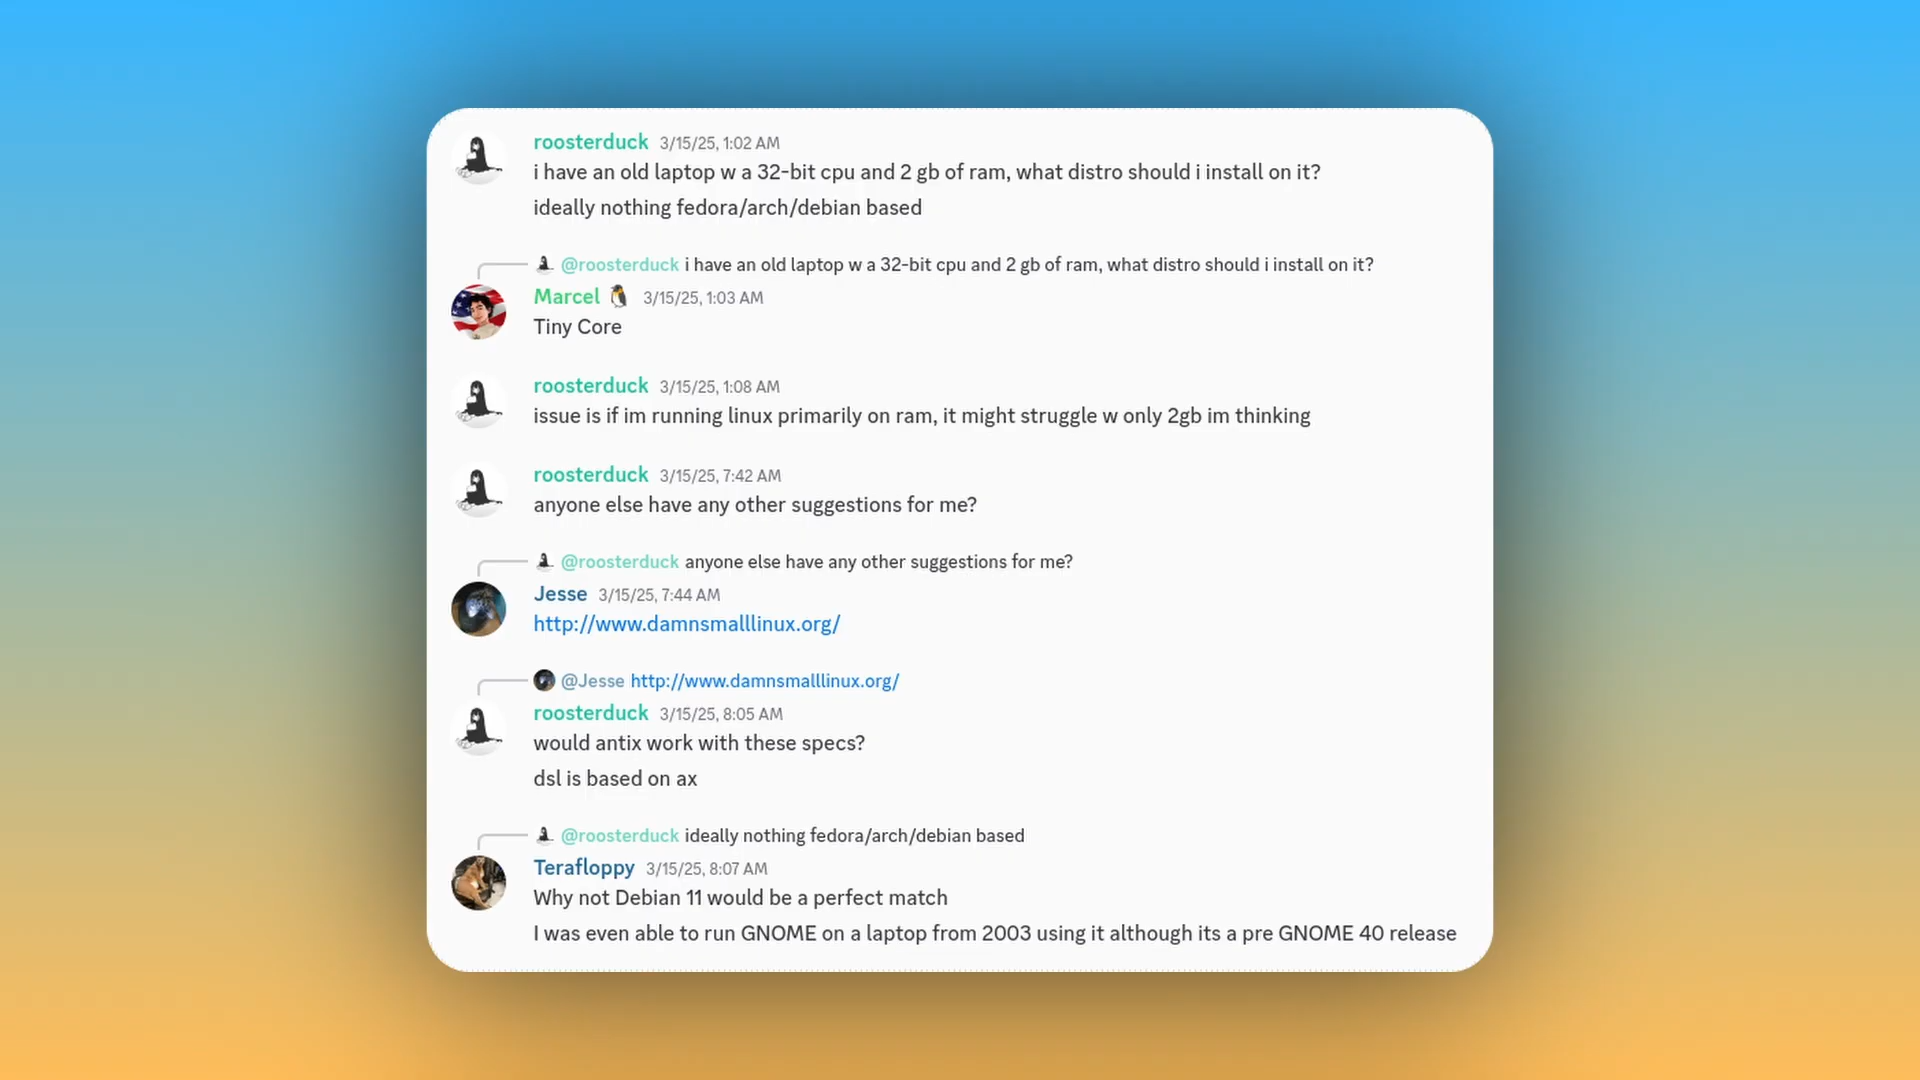 roosterduck 3/15/25, 1:02 AM
i have an old laptop w a 32-bit cpu and 2 gb of ram, what distro should i install on it?
ideally nothing fedora/arch/debian based
@roosterduck i have an old laptop w a 32-bit cpu and 2 gb of ram, what distro should i install on it?
Marcel 🐧 3/15/25, 1:03 AM
Tiny Core
roosterduck 3/15/25, 1:08 AM
issue is if im running linux primarily on ram, it might struggle w only 2gb im thinking
roosterduck 3/15/25, 7:42 AM
anyone else have any other suggestions for me?
@roosterduck anyone else have any other suggestions for me?
Jesse 3/15/25, 7:44 AM
http://www.damnsmalllinux.org/
@Jesse http://www.damnsmalllinux.org/
roosterduck 3/15/25, 8:05 AM
would antix work with these specs?
dsl is based on ax
@roosterduck ideally nothing fedora/arch/debian based
Terafloppy 3/15/25, 8:07 AM
Why not Debian 11 would be a perfect match
I was even able to run GNOME on a laptop from 2003 using it although its a pre GNOME 40 release